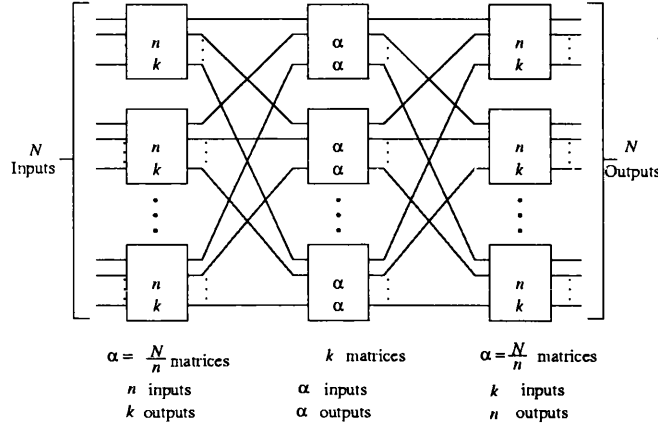 n
k
α
α
n
k
n
k
α
α
n
k
N
Inputs
N
Outputs
n
k
α
α
n
k
α = N/n matrices
k matrices
α = N/n matrices
n inputs
α inputs
k inputs
k outputs
α outputs
n outputs